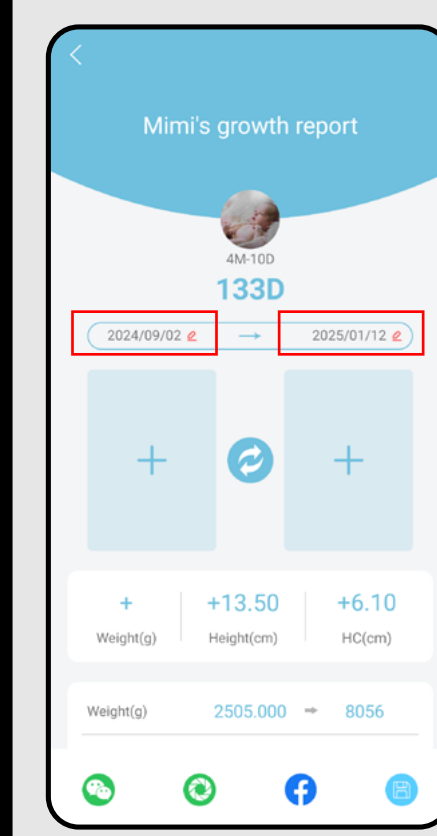 Mimi's growth report
4M-10D
133D
2024/09/02 → 2025/01/12
+ +
+ +13.50 +6.10
Weight(g) Height(cm) HC(cm)
Weight(g) 2505.000 → 8056